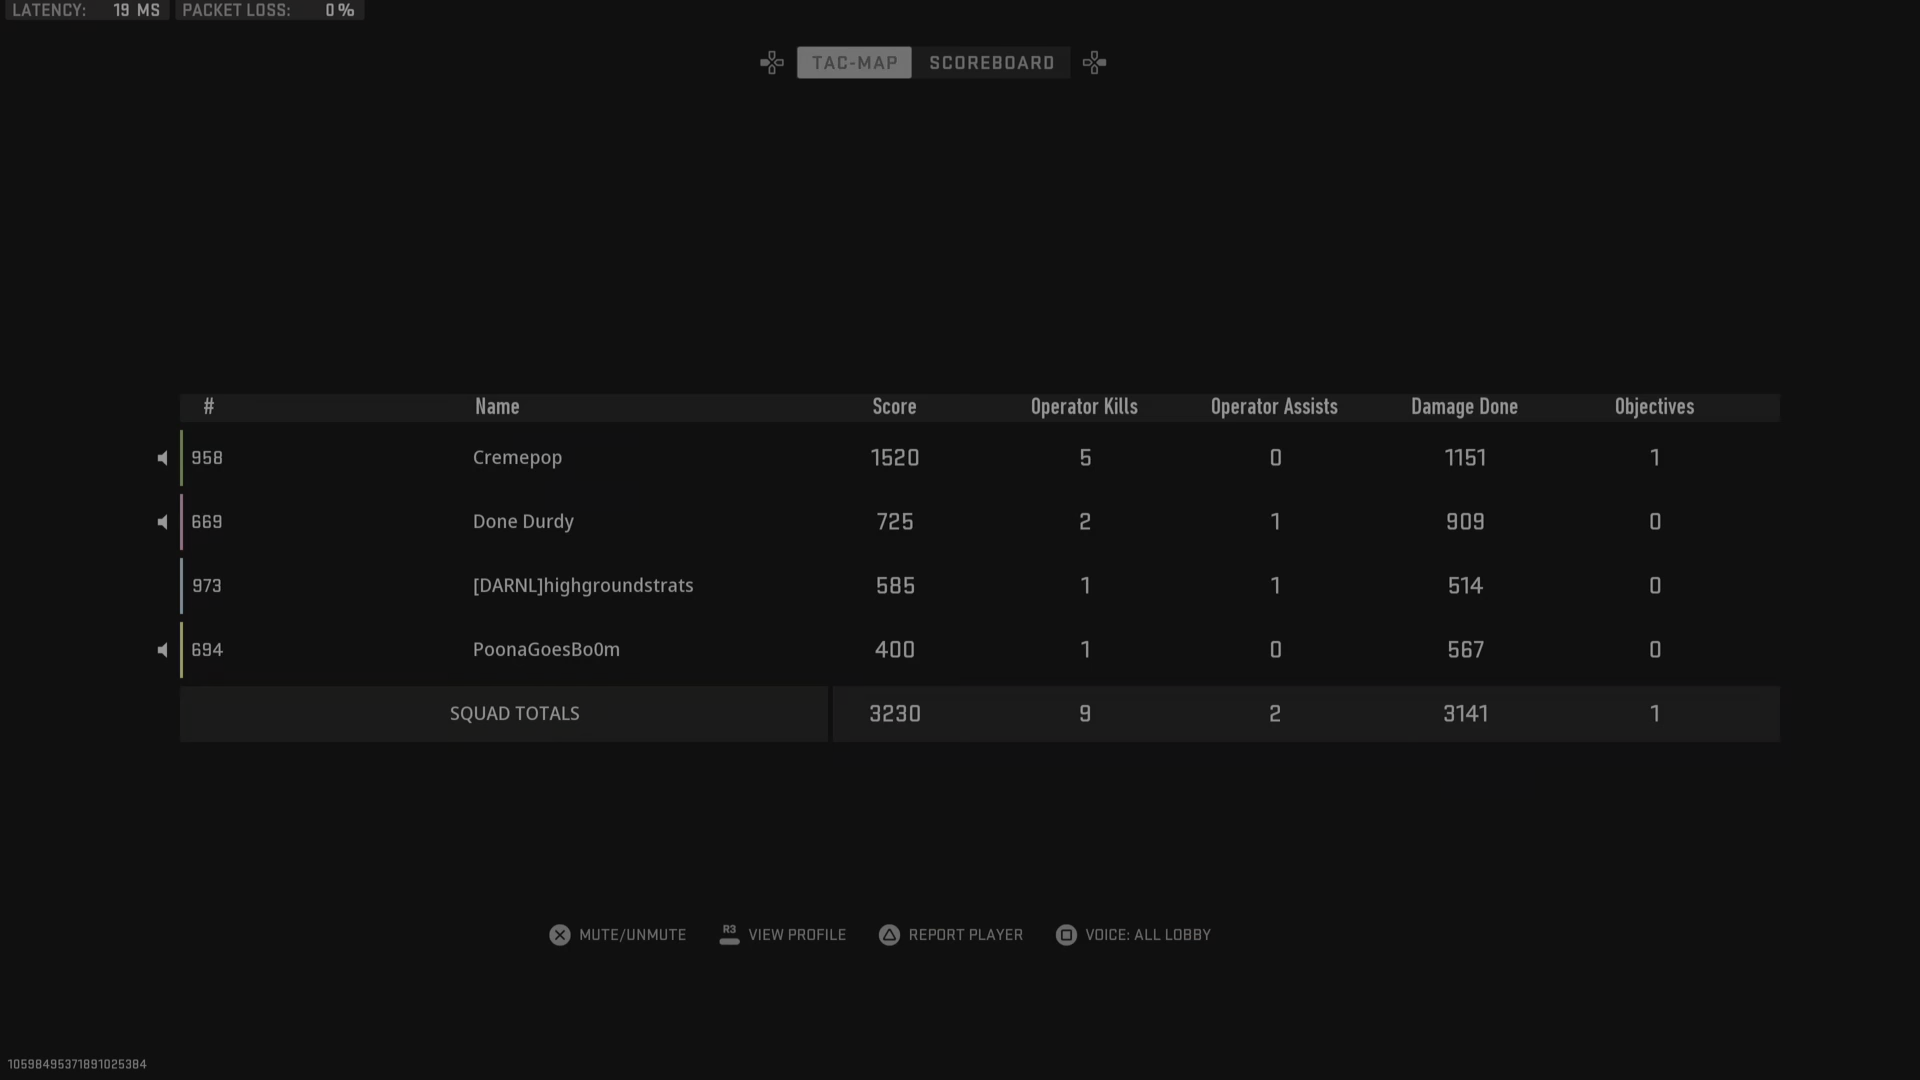 LATENCY: 19 MS PACKET LOSS: 0 %
TAC-MAP SCOREBOARD
# Name Score Operator Kills Operator Assists Damage Done Objectives
958 Cremepop 1520 5 0 1151 1
669 Done Durdy 725 2 1 909 0
973 [DARNL]highgroundstrats 585 1 1 514 0
694 PoonaGoesBo0m 400 1 0 567 0
SQUAD TOTALS 3230 9 2 3141 1
MUTE/UNMUTE R3 VIEW PROFILE REPORT PLAYER VOICE: ALL LOBBY
10598495371891025384